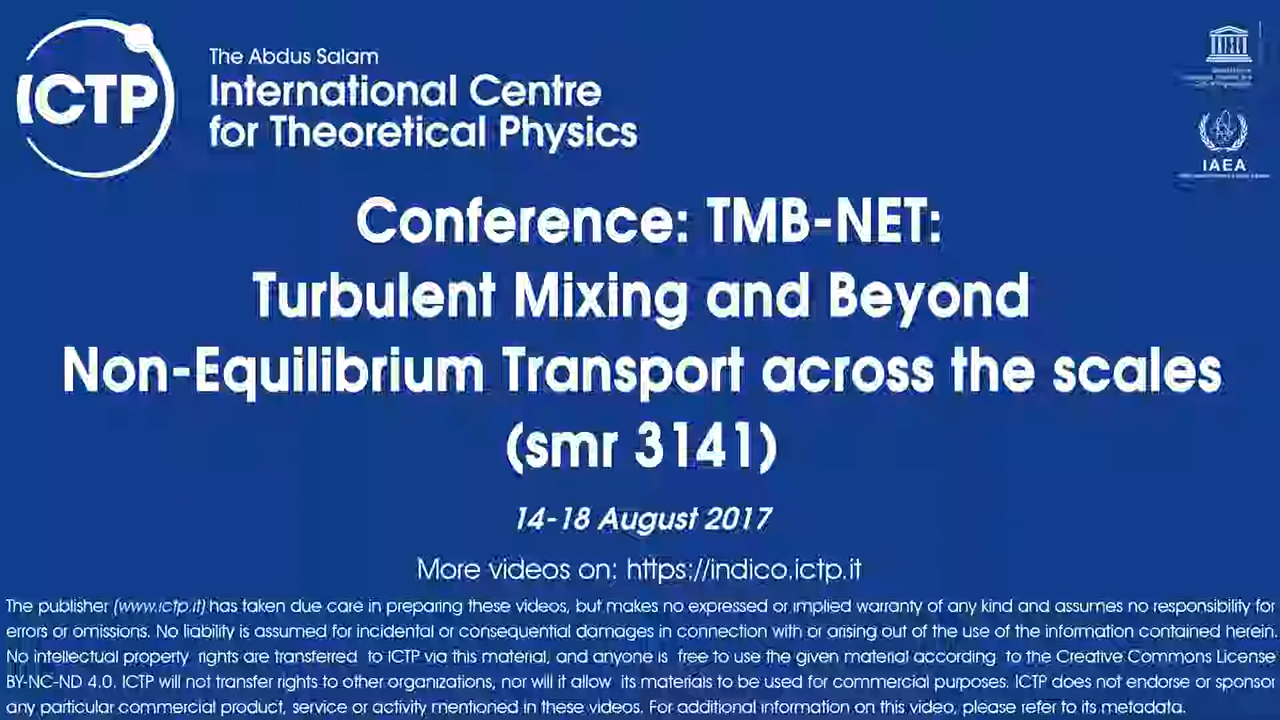 ICTP
The Abdus Salam
International Centre
for Theoretical Physics
IAEA
Conference: TMB-NET:
Turbulent Mixing and Beyond
Non-Equilibrium Transport across the scales
(smr 3141)
14-18 August 2017
More videos on: https://indico.ictp.it
The publisher (www.ictp.it) has taken due care in preparing these videos, but makes no expressed or implied warranty of any kind and assumes no responsibility for
errors or omissions. No liability is assumed for incidental or consequential damages in connection with or arising out of the use of the information contained herein.
No intellectual property rights are transferred to ICTP via this material, and anyone is free to use the given material according to the Creative Commons License
BY-NC-ND 4.0. ICTP will not transfer rights to other organizations, nor will it allow its materials to be used for commercial purposes. ICTP does not endorse or sponsor
any particular commercial product, service or activity mentioned in these videos. For additional information on this video, please refer to its metadata.